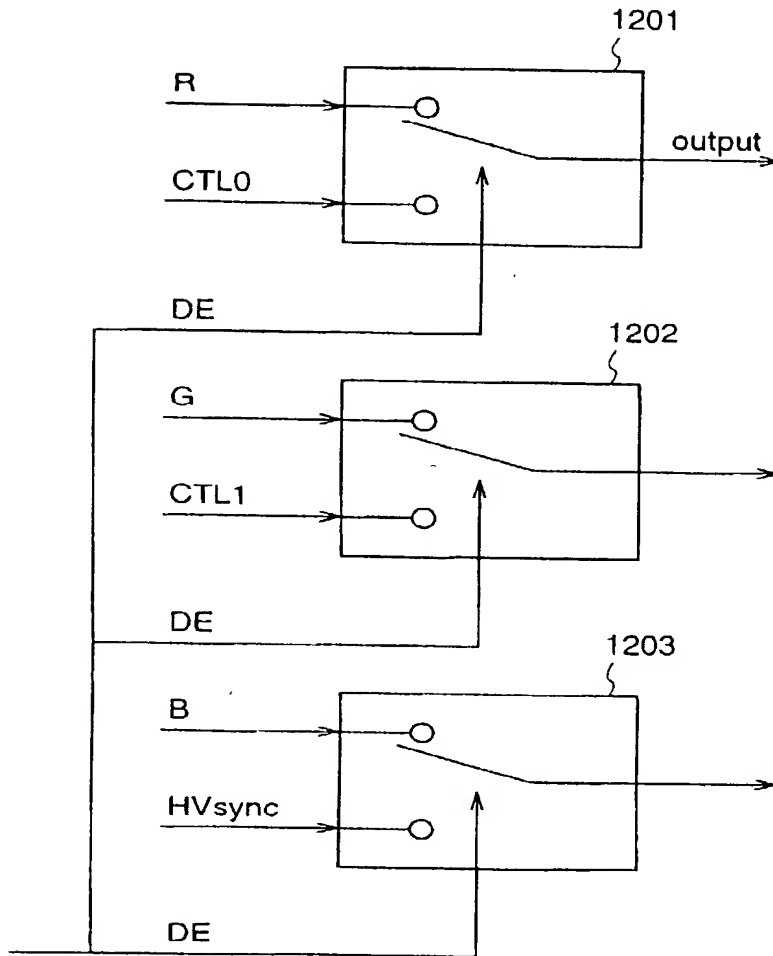 1201
R
output
CTL0
DE
1202
G
CTL1
DE
1203
B
HVsync
DE